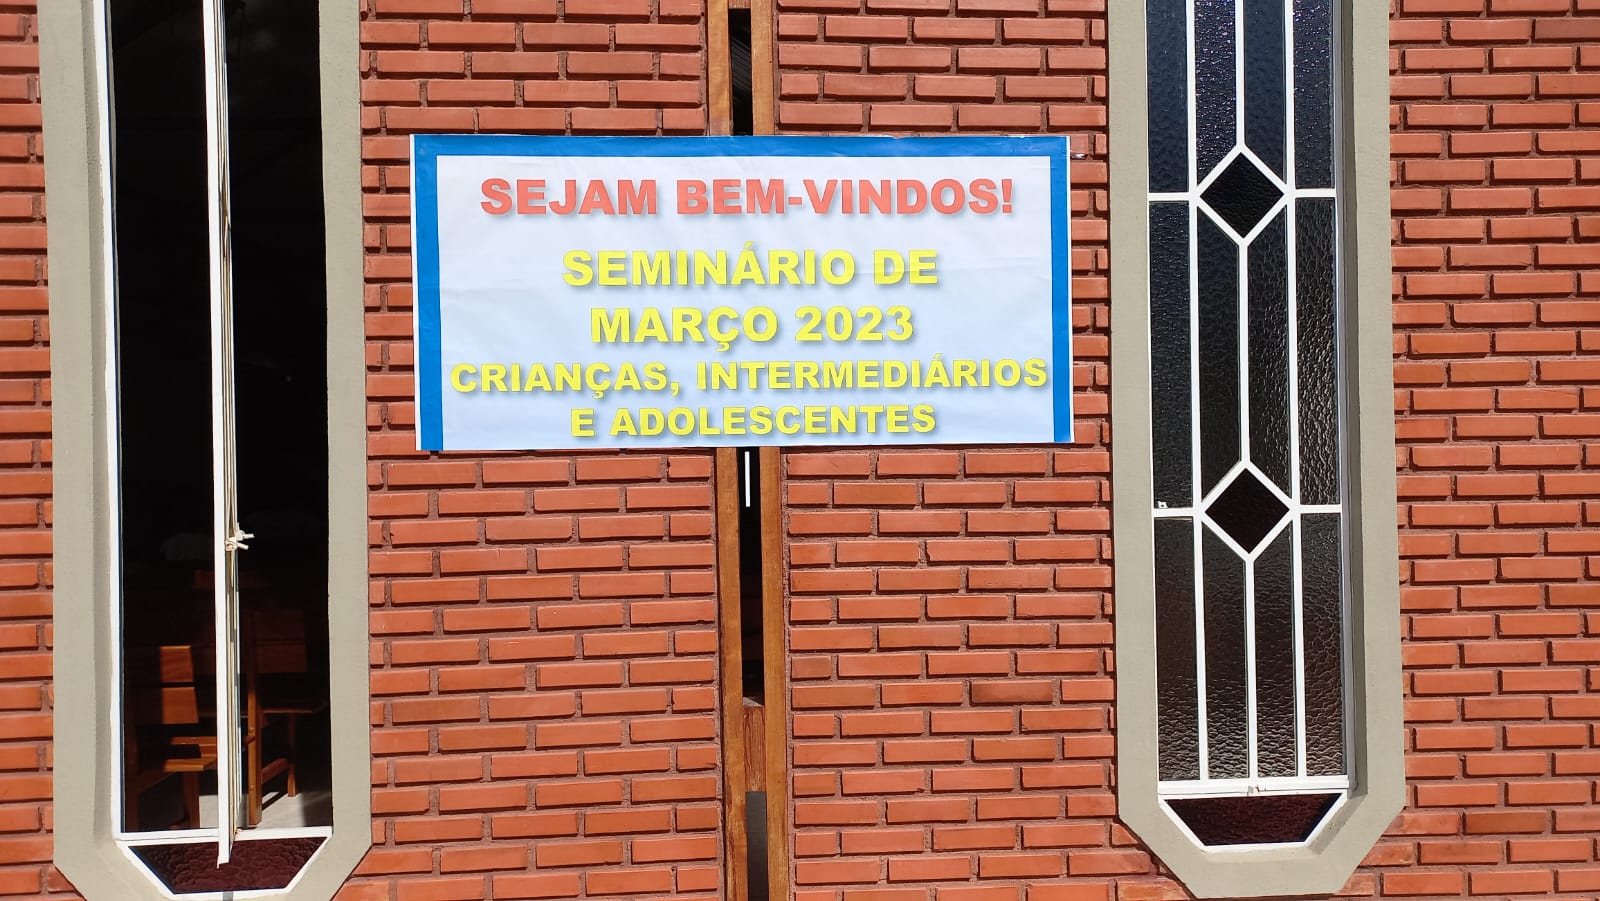 SEJAM BEM-VINDOS!
SEMINÁRIO DE
MARÇO 2023
CRIANÇAS, INTERMEDIÁRIOS
E ADOLESCENTES